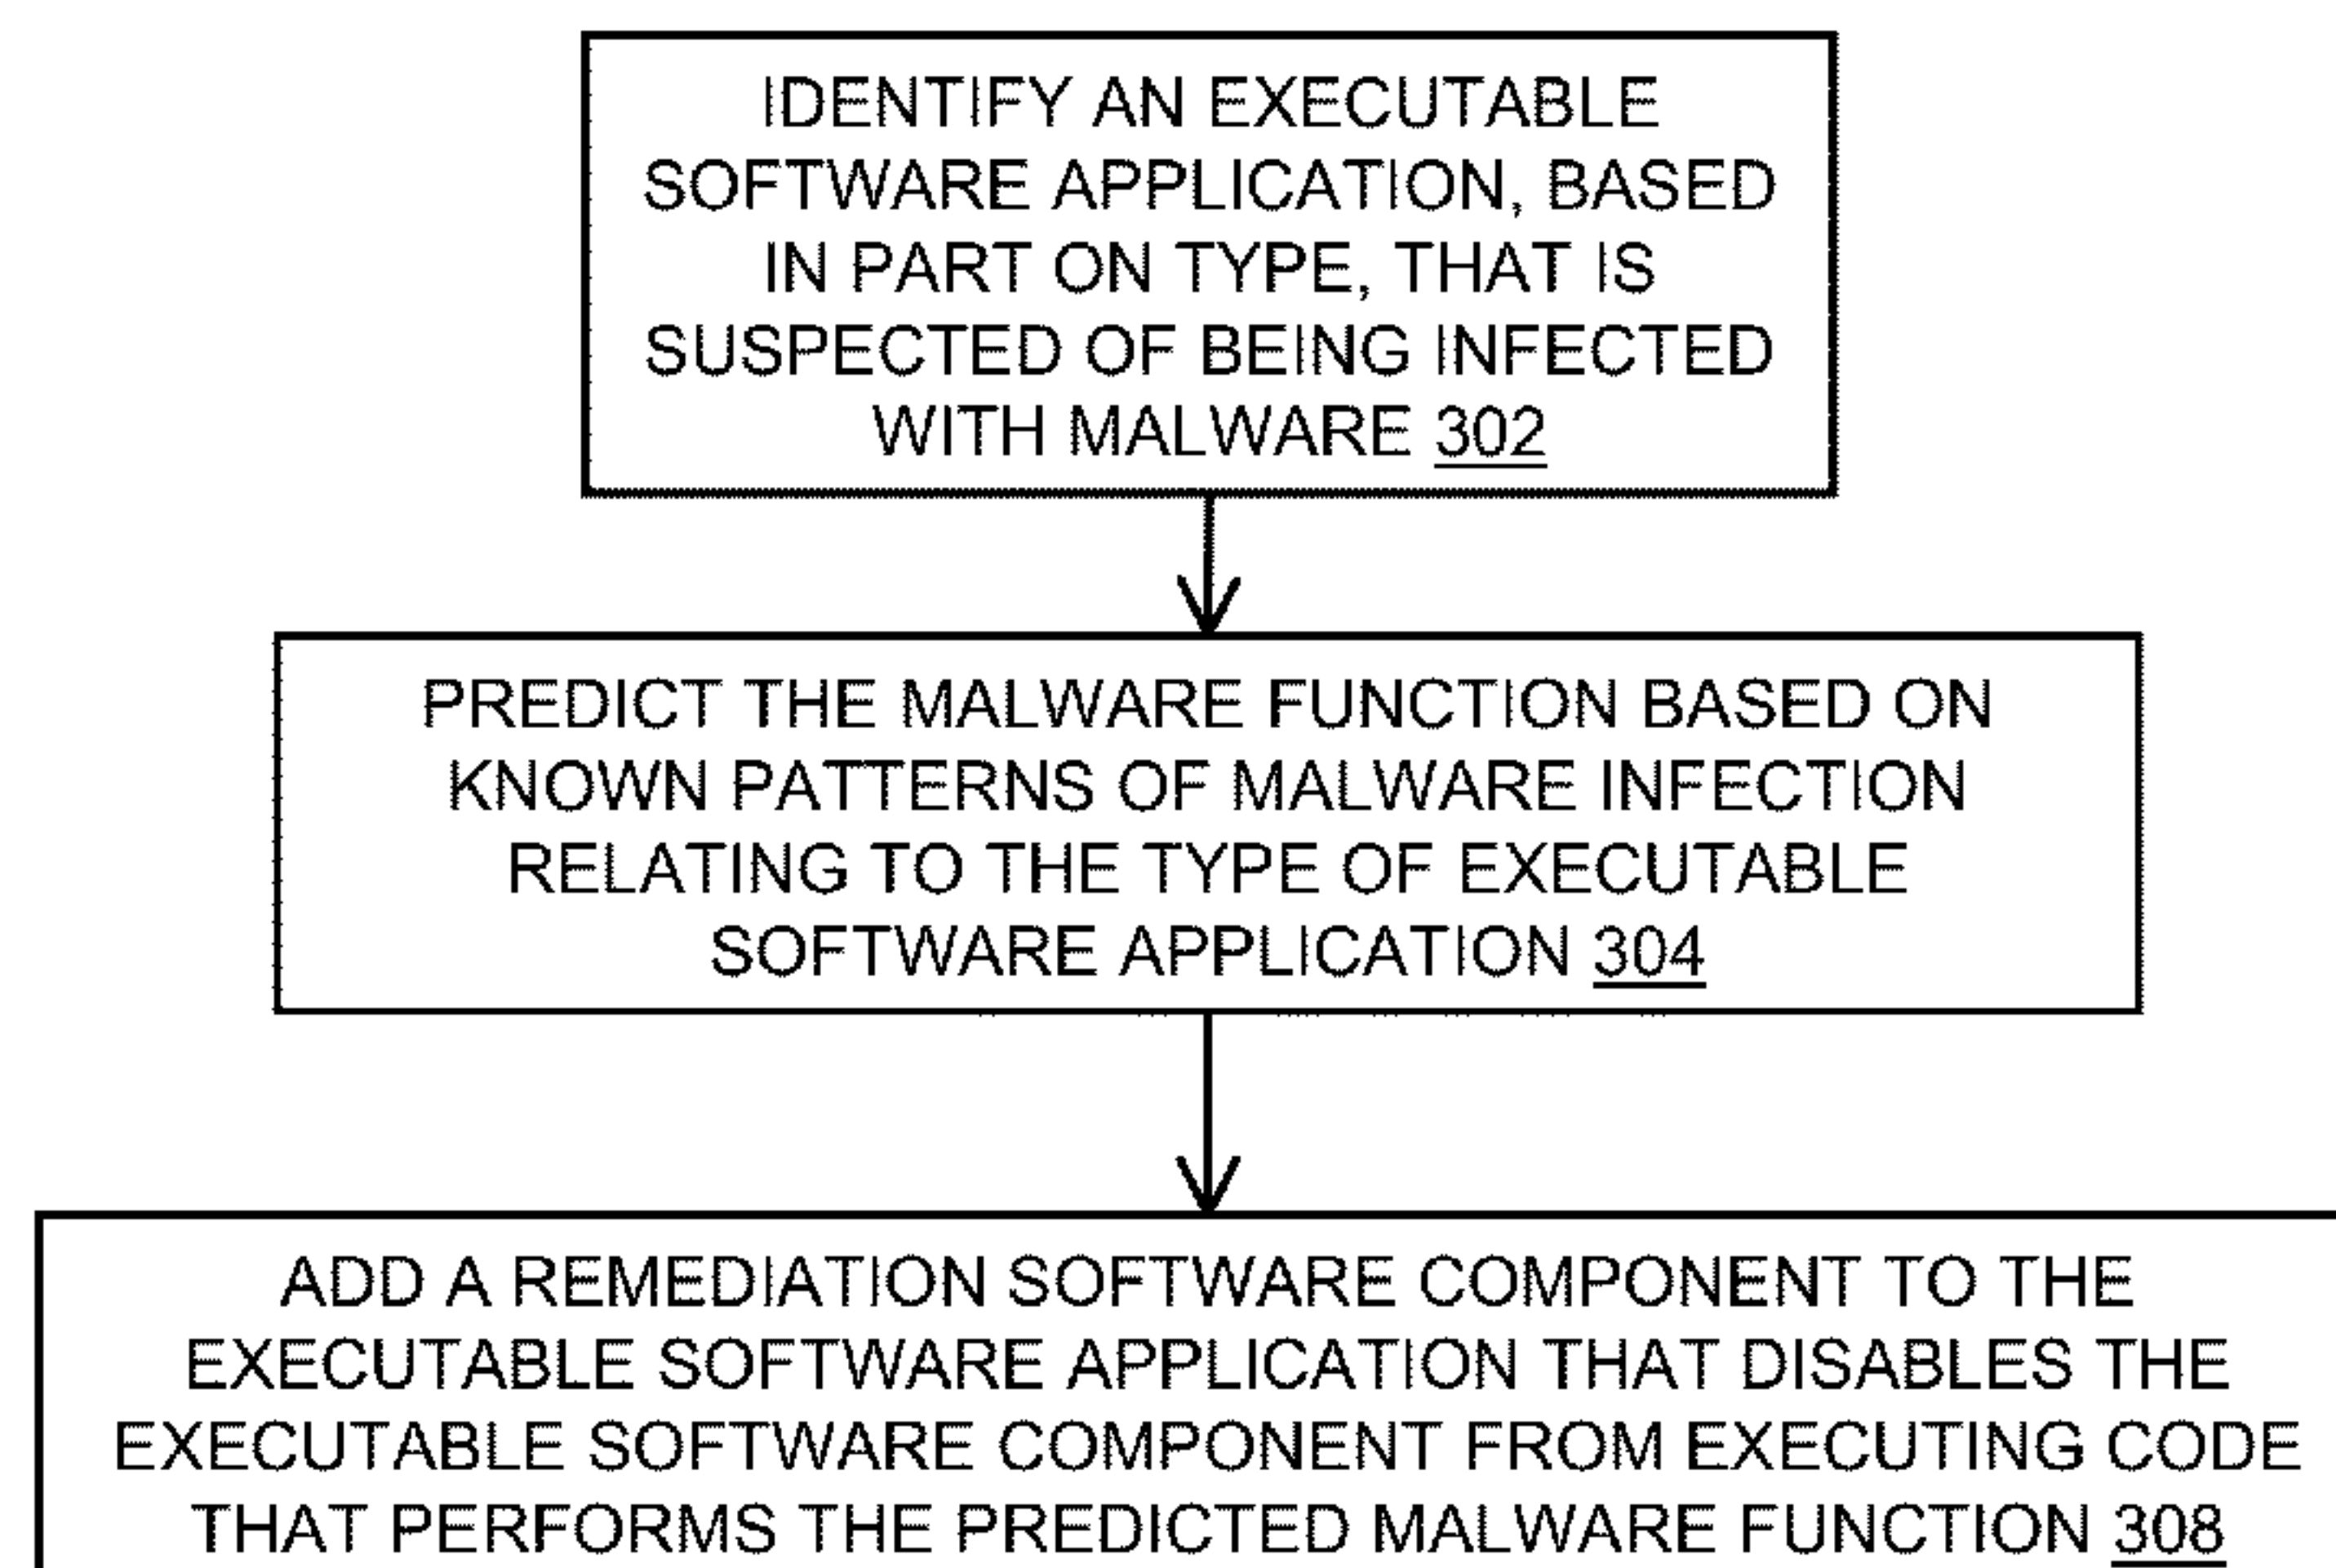 IDENTIFY AN EXECUTABLE
SOFTWARE APPLICATION, BASED
IN PART ON TYPE, THAT IS
SUSPECTED OF BEING INFECTED
WITH MALWARE 302
PREDICT THE MALWARE FUNCTION BASED ON
KNOWN PATTERNS OF MALWARE INFECTION
RELATING TO THE TYPE OF EXECUTABLE
SOFTWARE APPLICATION 304
ADD A REMEDIATION SOFTWARE COMPONENT TO THE
EXECUTABLE SOFTWARE APPLICATION THAT DISABLES THE
EXECUTABLE SOFTWARE COMPONENT FROM EXECUTING CODE
THAT PERFORMS THE PREDICTED MALWARE FUNCTION 308